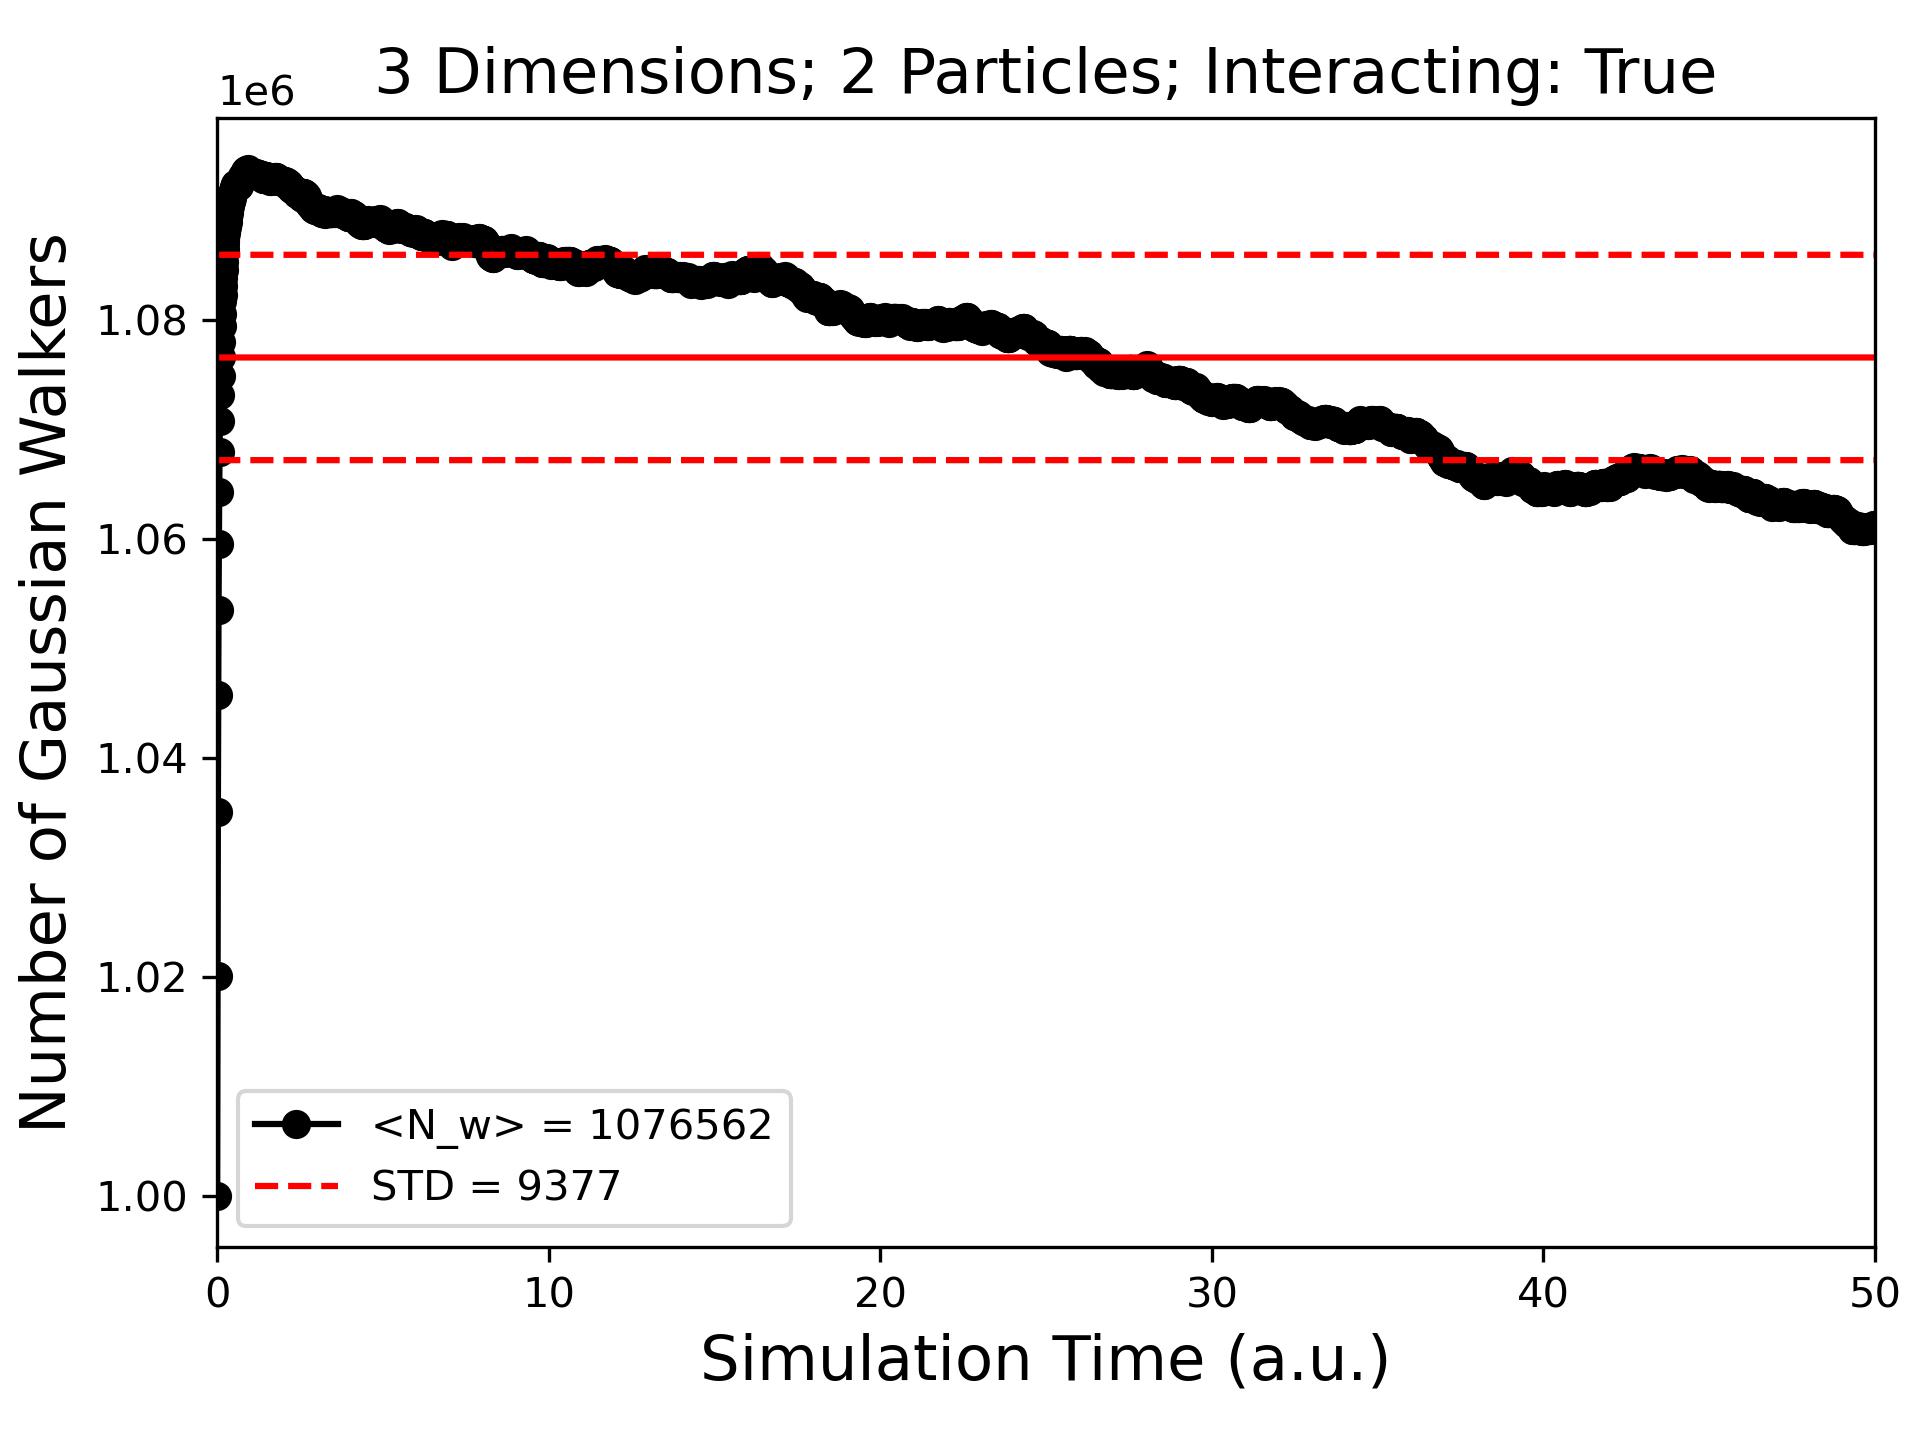 3 Dimensions; 2 Particles; Interacting: True
1e6
Number of Gaussian Walkers
1.08
1.06
1.04
1.02
1.00
<N_w> = 1076562
STD = 9377
0 10 20 30 40 50
Simulation Time (a.u.)